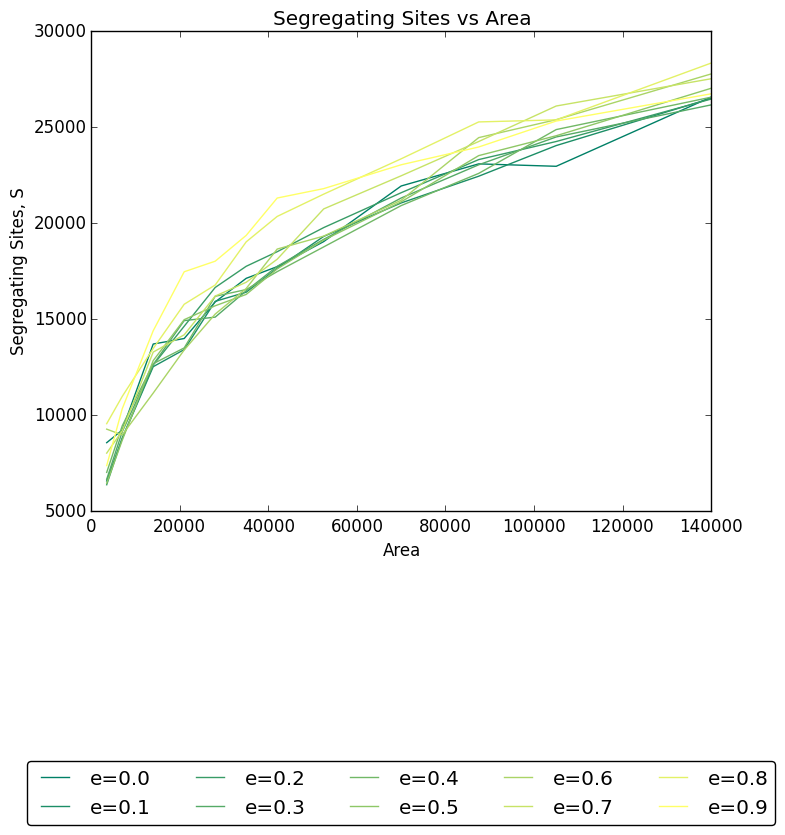 Segregating Sites vs Area
30000
25000
20000
15000
10000
5000
Segregating Sites, S
0 20000 40000 60000 80000 100000 120000 140000
Area
e=0.0 e=0.2 e=0.4 e=0.6 e=0.8
e=0.1 e=0.3 e=0.5 e=0.7 e=0.9